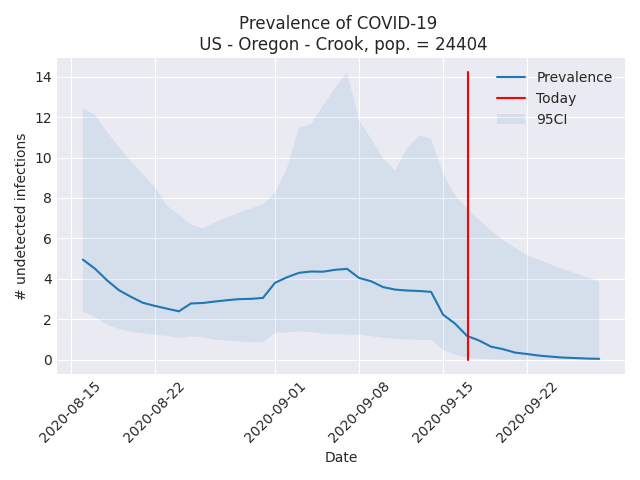 Prevalence of COVID-19
US - Oregon - Crook, pop. = 24404
14
12
10
8
6
4
2
0
# undetected infections
Prevalence
Today
95CI
2020-08-15
2020-08-22
2020-09-01
2020-09-08
2020-09-15
2020-09-22
Date